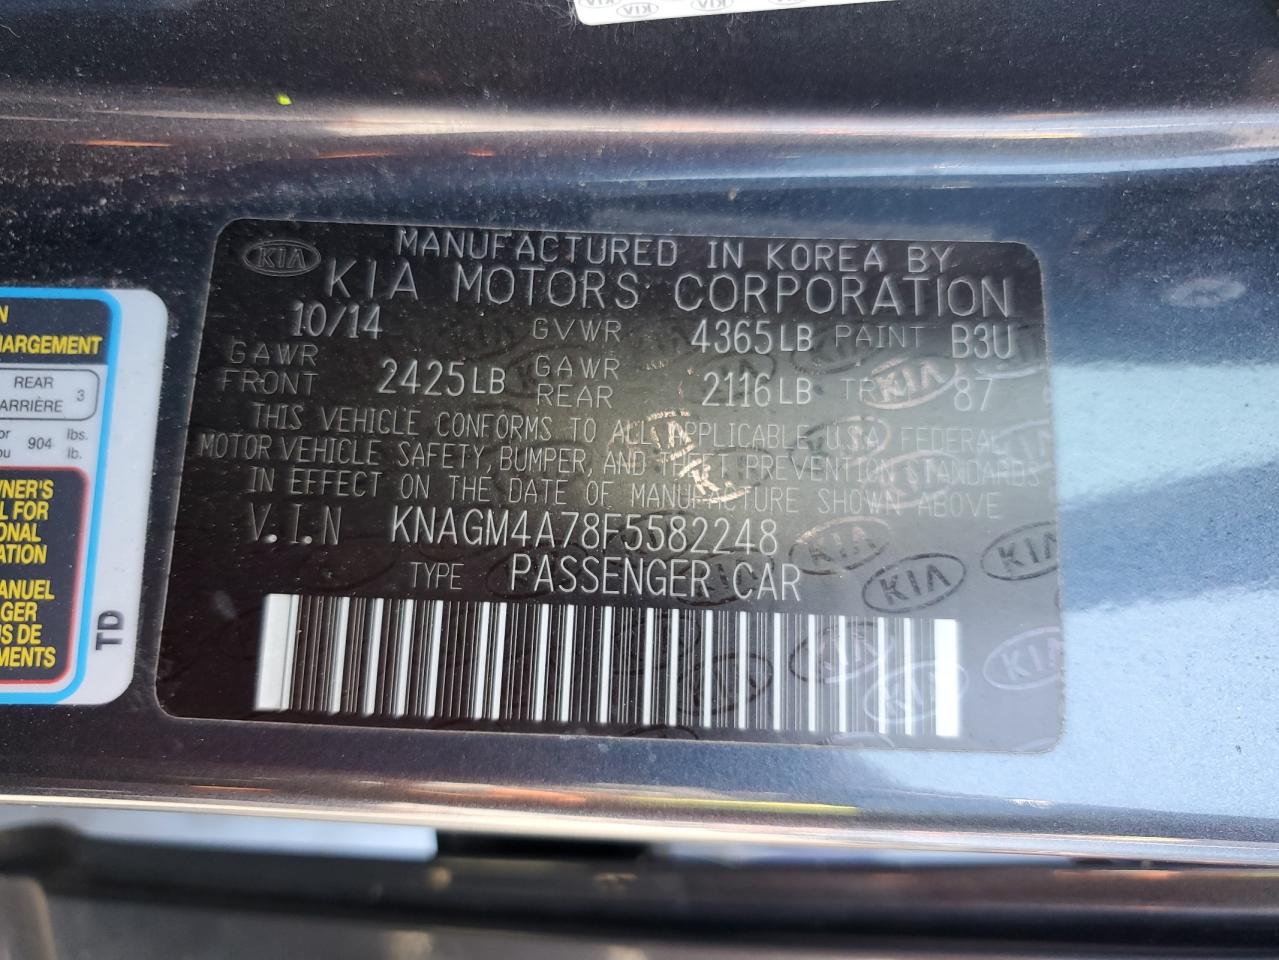 KIA
MANUFACTURED IN KOREA BY
KIA MOTORS CORPORATION
10/14 GVWR 4365LB PAINT B3U
GAWR FRONT 2425LB GAWR REAR 2116LB TRIM 87
THIS VEHICLE CONFORMS TO ALL APPLICABLE U.S.A. FEDERAL
MOTOR VEHICLE SAFETY, BUMPER, AND THEFT PREVENTION STANDARDS
IN EFFECT ON THE DATE OF MANUFACTURE SHOWN ABOVE
V.I.N KNAGM4A78F5582248
TYPE PASSENGER CAR
REAR 3
ARRIÈRE
904 lbs.
lb.
TD